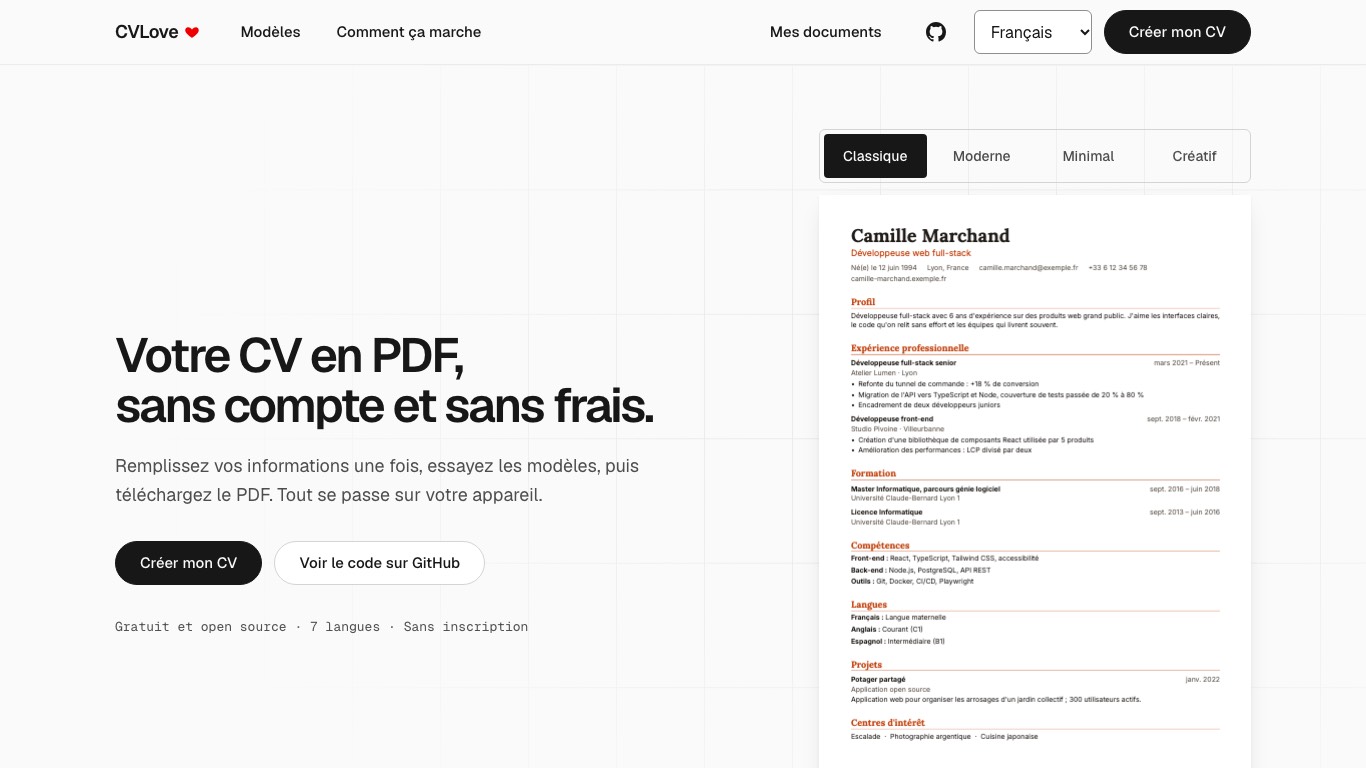 CVLove
Modèles
Comment ça marche
Mes documents
Français
Créer mon CV
Classique
Moderne
Minimal
Créatif
Votre CV en PDF,
sans compte et sans frais.
Remplissez vos informations une fois, essayez les modèles, puis
téléchargez le PDF. Tout se passe sur votre appareil.
Créer mon CV
Voir le code sur GitHub
Gratuit et open source · 7 langues · Sans inscription
Camille Marchand
Développeuse web full-stack
Né(e) le 12 juin 1994 Lyon, France camille.marchand@exemple.fr +33 6 12 34 56 78
camille-marchand.exemple.fr
Profil
Développeuse full-stack avec 6 ans d'expérience sur des produits web grand public. J'aime les interfaces claires,
le code qu'on relit sans effort et les équipes qui livrent souvent.
Expérience professionnelle
Développeuse full-stack senior mars 2021 – Présent
Atelier Lumen · Lyon
• Refonte du tunnel de commande : +18 % de conversion
• Migration de l'API vers TypeScript et Node, couverture de tests passée de 20 % à 80 %
• Encadrement de deux développeurs juniors
Développeuse front-end sept. 2018 – févr. 2021
Studio Pivoine · Villeurbanne
• Création d'une bibliothèque de composants React utilisée par 5 produits
• Amélioration des performances : LCP divisé par deux
Formation
Master Informatique, parcours génie logiciel sept. 2016 – juin 2018
Université Claude-Bernard Lyon 1
Licence Informatique sept. 2013 – juin 2016
Université Claude-Bernard Lyon 1
Compétences
Front-end : React, TypeScript, Tailwind CSS, accessibilité
Back-end : Node.js, PostgreSQL, API REST
Outils : Git, Docker, CI/CD, Playwright
Langues
Français : Langue maternelle
Anglais : Courant (C1)
Espagnol : Intermédiaire (B1)
Projets
Potager partagé janv. 2022
Application open source
Application web pour organiser les arrosages d'un jardin collectif ; 300 utilisateurs actifs.
Centres d'intérêt
Escalade · Photographie argentique · Cuisine japonaise